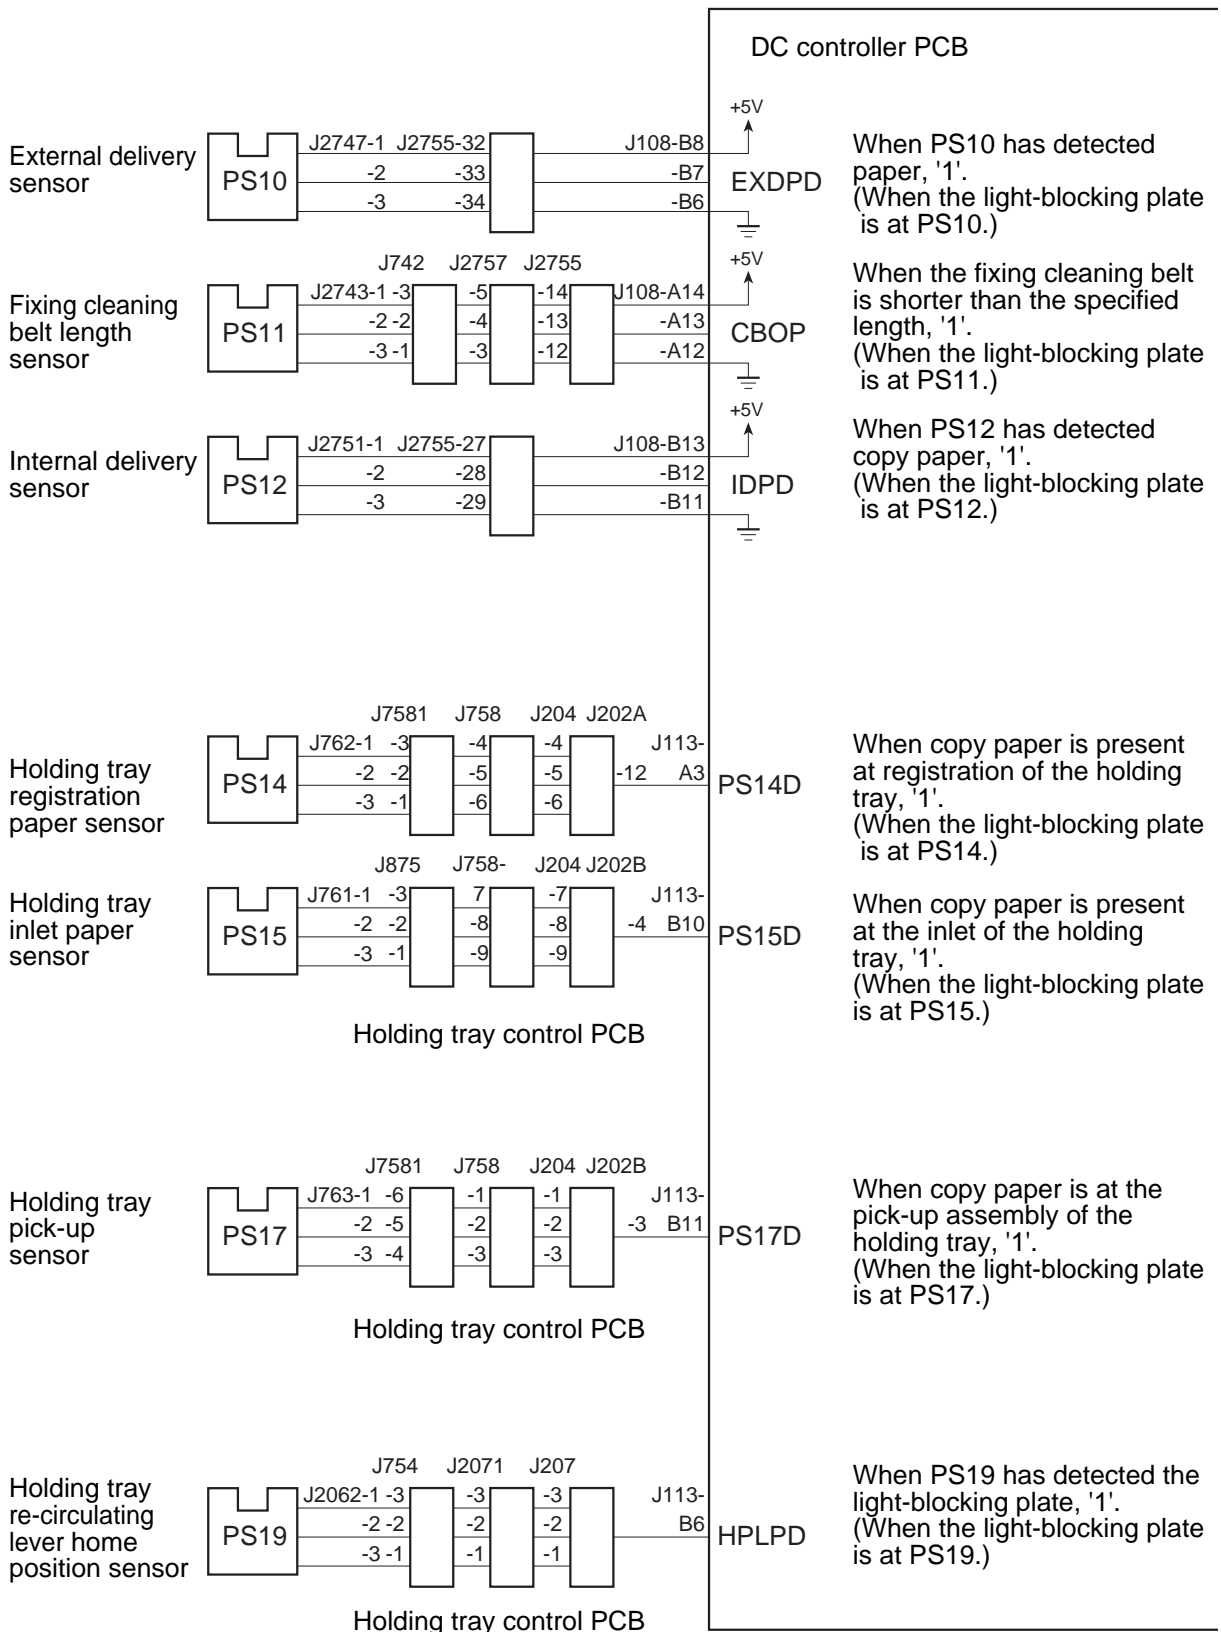 DC controller PCB
+5V
External delivery
sensor
PS10
J2747-1 J2755-32 J108-B8
-2 -33 -B7
-3 -34 -B6
EXDPD
When PS10 has detected
paper, '1'.
(When the light-blocking plate
is at PS10.)
J742 J2757 J2755
+5V
Fixing cleaning
belt length
sensor
PS11
J2743-1 -3 -5 -14 J108-A14
-2 -2 -4 -13 -A13
-3 -1 -3 -12 -A12
CBOP
When the fixing cleaning belt
is shorter than the specified
length, '1'.
(When the light-blocking plate
is at PS11.)
+5V
Internal delivery
sensor
PS12
J2751-1 J2755-27 J108-B13
-2 -28 -B12
-3 -29 -B11
IDPD
When PS12 has detected
copy paper, '1'.
(When the light-blocking plate
is at PS12.)
J7581 J758 J204 J202A
Holding tray
registration
paper sensor
PS14
J762-1 -3 -4 -4 J113-
-2 -2 -5 -5 -12 A3
-3 -1 -6 -6
PS14D
When copy paper is present
at registration of the holding
tray, '1'.
(When the light-blocking plate
is at PS14.)
J875 J758- J204 J202B
Holding tray
inlet paper
sensor
PS15
J761-1 -3 7 -7 J113-
-2 -2 -8 -8 -4 B10
-3 -1 -9 -9
PS15D
When copy paper is present
at the inlet of the holding
tray, '1'.
(When the light-blocking plate
is at PS15.)
Holding tray control PCB
J7581 J758 J204 J202B
Holding tray
pick-up
sensor
PS17
J763-1 -6 -1 -1 J113-
-2 -5 -2 -2 -3 B11
-3 -4 -3 -3
PS17D
When copy paper is at the
pick-up assembly of the
holding tray, '1'.
(When the light-blocking plate
is at PS17.)
Holding tray control PCB
J754 J2071 J207
Holding tray
re-circulating
lever home
position sensor
PS19
J2062-1 -3 -3 -3 J113-
-2 -2 -2 -2 B6
-3 -1 -1 -1
HPLPD
When PS19 has detected the
light-blocking plate, '1'.
(When the light-blocking plate
is at PS19.)
Holding tray control PCB